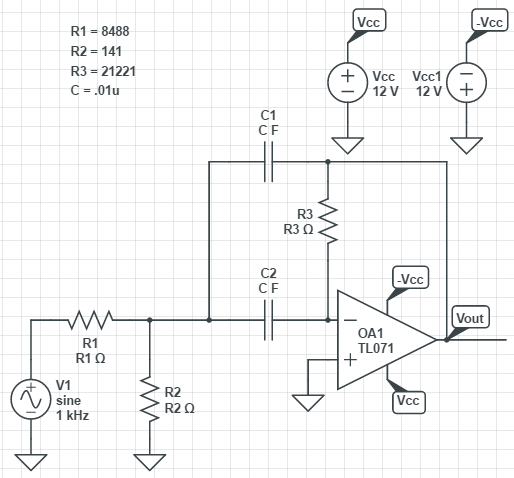 R1 = 8488
R2 = 141
R3 = 21221
C = .01u
Vcc
-Vcc
+
−
Vcc
12 V
Vcc1
12 V
−
+
C1
C F
R3
R3 Ω
C2
C F
-Vcc
Vout
−
OA1
TL071
+
Vcc
R1
R1 Ω
+
−
V1
sine
1 kHz
R2
R2 Ω